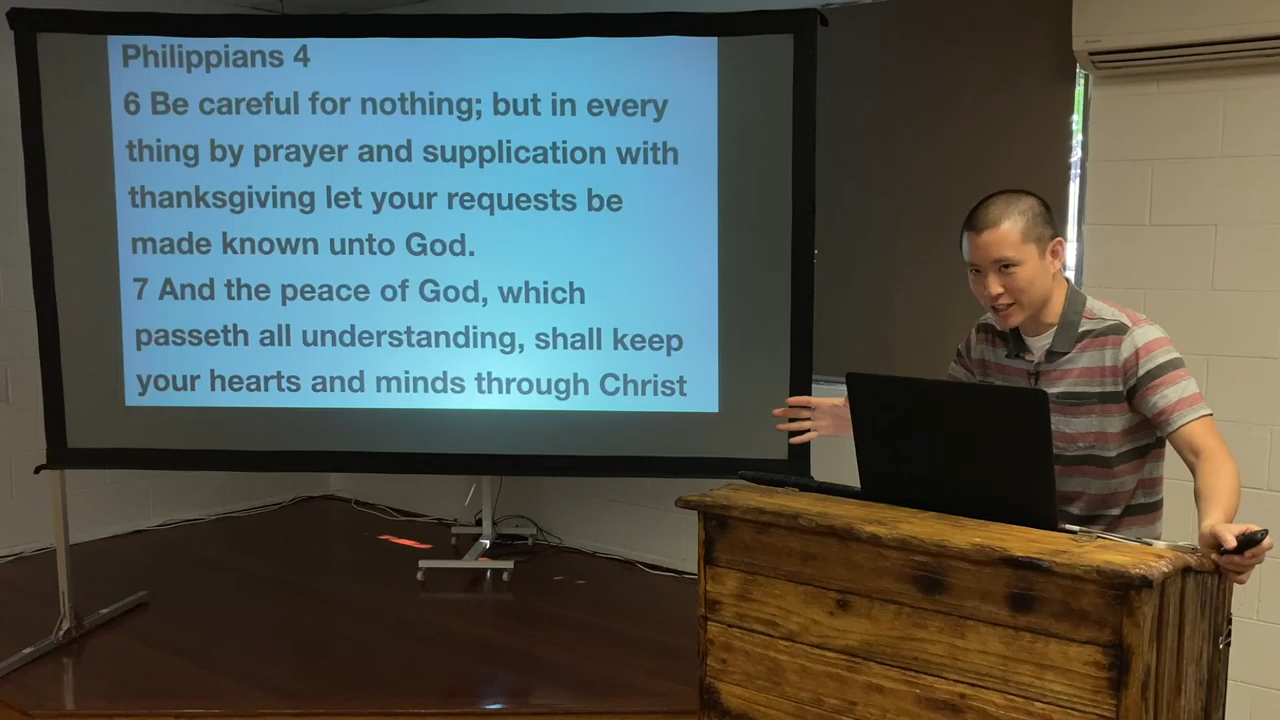 Philippians 4
6 Be careful for nothing; but in every
thing by prayer and supplication with
thanksgiving let your requests be
made known unto God.
7 And the peace of God, which
passeth all understanding, shall keep
your hearts and minds through Christ